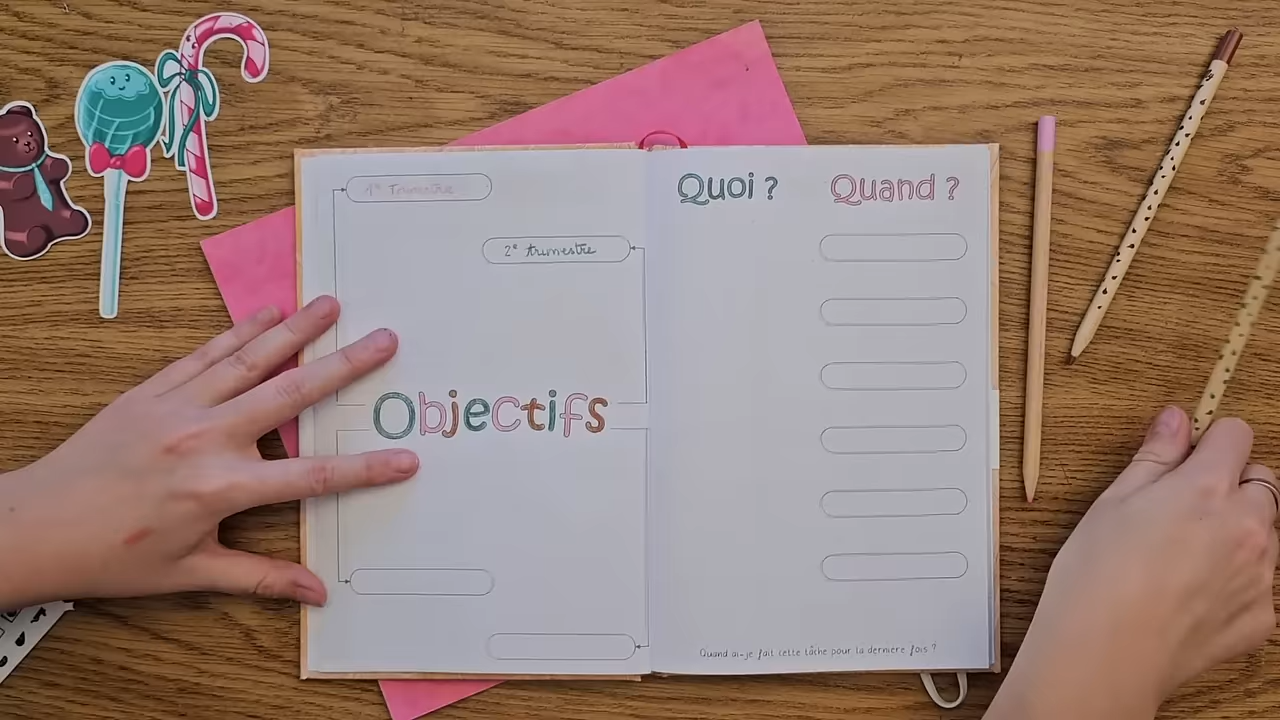 1er Trimestre
2e trimestre
Objectifs
Quoi ?
Quand ?
Quand ai-je fait cette tâche pour la dernière fois ?